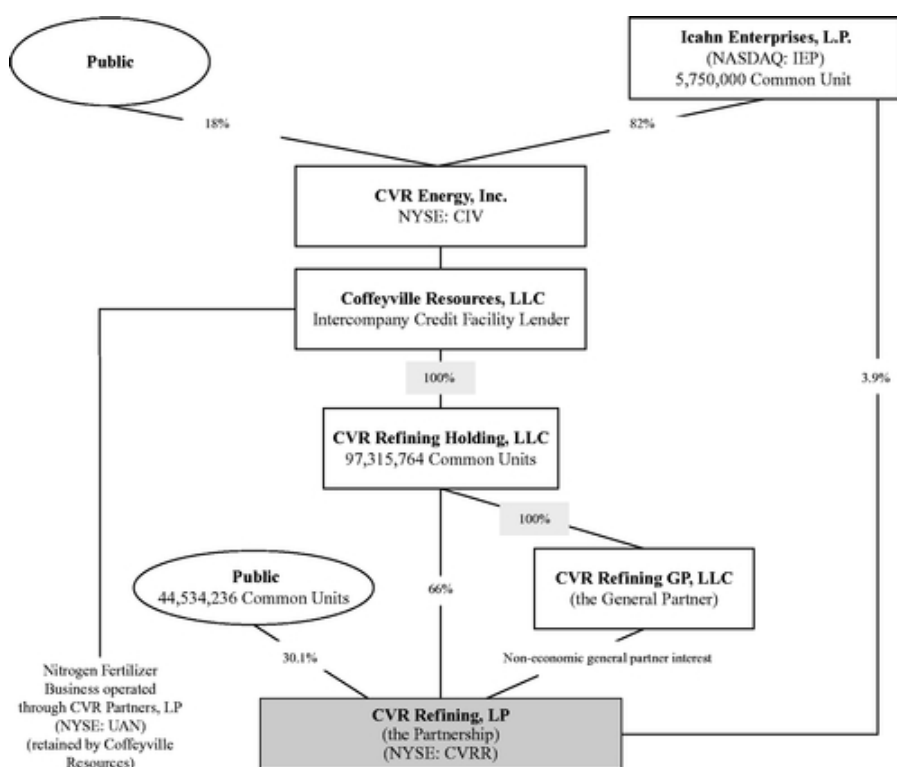 Public
Icahn Enterprises, L.P.
(NASDAQ: IEP)
5,750,000 Common Unit
18%
82%
CVR Energy, Inc.
NYSE: CIV
Coffeyville Resources, LLC
Intercompany Credit Facility Lender
100%
3.9%
CVR Refining Holding, LLC
97,315,764 Common Units
100%
Public
44,534,236 Common Units
66%
CVR Refining GP, LLC
(the General Partner)
30.1%
Non-economic general partner interest
Nitrogen Fertilizer
Business operated
through CVR Partners, LP
(NYSE: UAN)
(retained by Coffeyville
Resources)
CVR Refining, LP
(the Partnership)
(NYSE: CVRR)